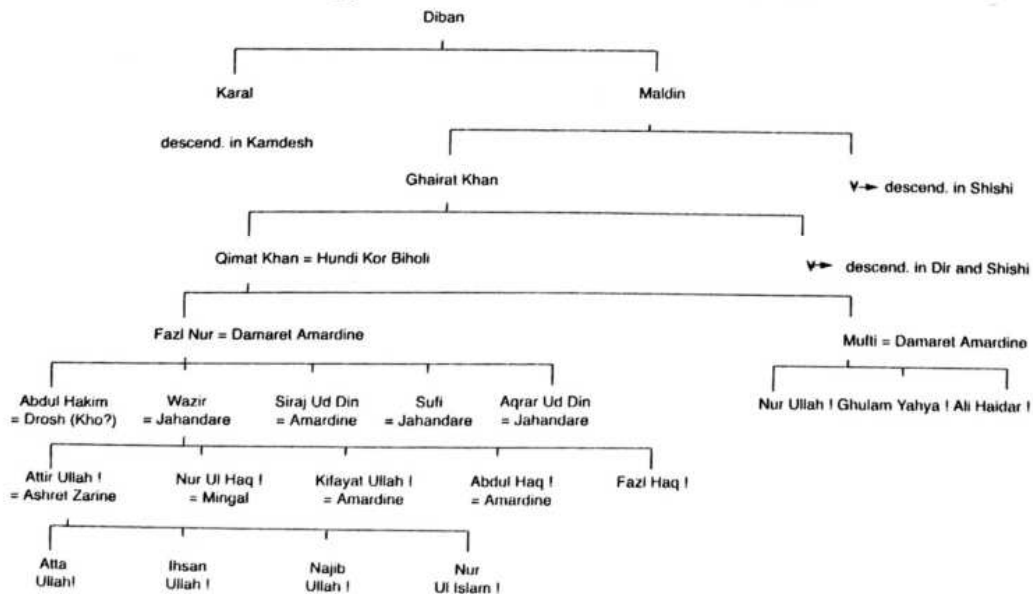 Diban
Karal
Maldin
descend. in Kamdesh
Ghairat Khan
descend. in Shishi
Qimat Khan = Hundi Kor Biholi
descend. in Dir and Shishi
Fazl Nur = Damaret Amardine
Mufti = Damaret Amardine
Abdul Hakim
= Drosh (Kho?)
Wazir
= Jahandare
Siraj Ud Din
= Amardine
Sufi
= Jahandare
Aqrar Ud Din
= Jahandare
Nur Ullah ! Ghulam Yahya ! Ali Haidar !
Attir Ullah !
= Ashret Zarine
Nur Ul Haq !
= Mingal
Kifayat Ullah !
= Amardine
Abdul Haq !
= Amardine
Fazl Haq !
Atta
Ullah!
Ihsan
Ullah !
Najib
Ullah !
Nur
Ul Islam !